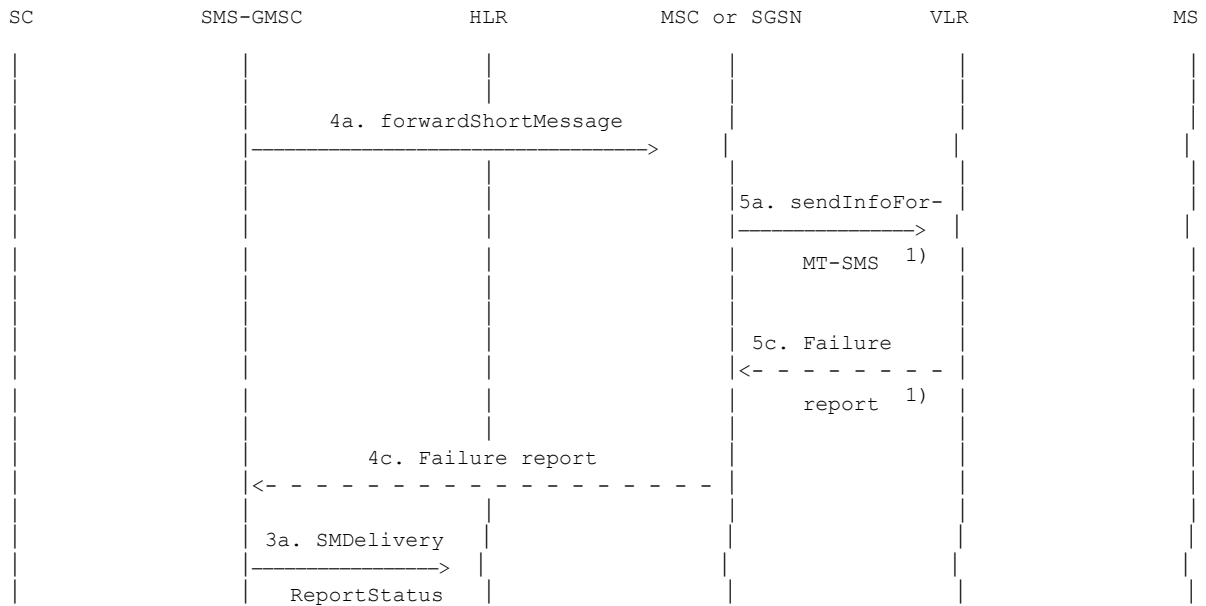 SC SMS-GMSC HLR MSC or SGSN VLR MS
4a. forwardShortMessage
5a. sendInfoFor-
MT-SMS 1)
5c. Failure
report 1)
4c. Failure report
3a. SMDelivery
ReportStatus